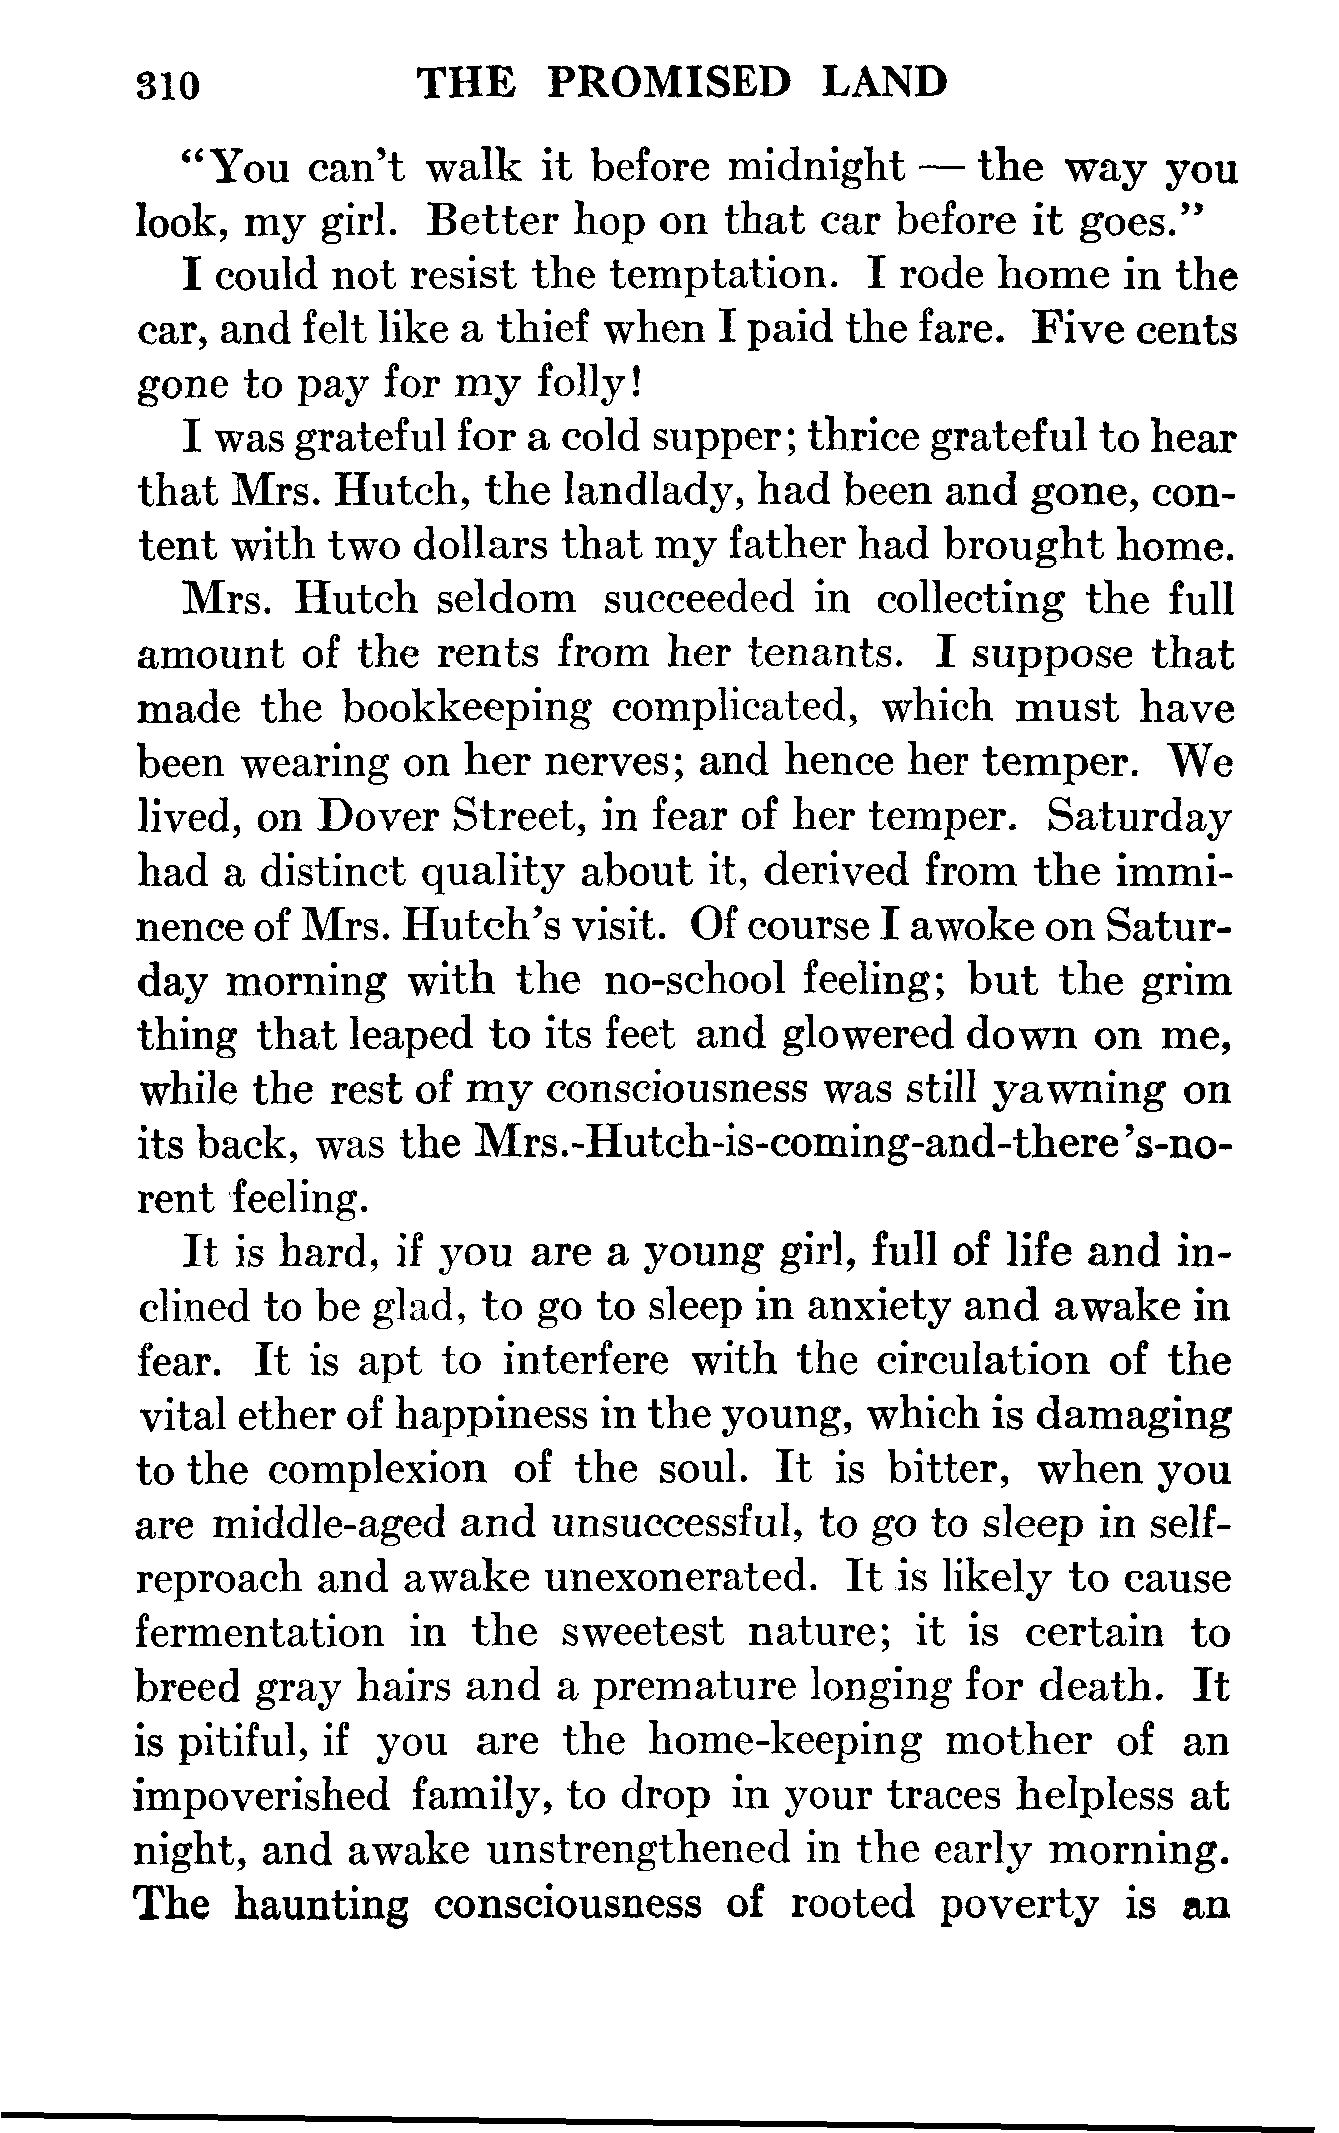 310 THE PROMISED LAND
“You can’t walk it before midnight — the way you
look, my girl. Better hop on that car before it goes.”
I could not resist the temptation. I rode home in the
car, and felt like a thief when I paid the fare. Five cents
gone to pay for my folly!
I was grateful for a cold supper; thrice grateful to hear
that Mrs. Hutch, the landlady, had been and gone, con-
tent with two dollars that my father had brought home.
Mrs. Hutch seldom succeeded in collecting the full
amount of the rents from her tenants. I suppose that
made the bookkeeping complicated, which must have
been wearing on her nerves; and hence her temper. We
lived, on Dover Street, in fear of her temper. Saturday
had a distinct quality about it, derived from the immi-
nence of Mrs. Hutch’s visit. Of course I awoke on Satur-
day morning with the no-school feeling; but the grim
thing that leaped to its feet and glowered down on me,
while the rest of my consciousness was still yawning on
its back, was the Mrs.-Hutch-is-coming-and-there’s-no-
rent feeling.
It is hard, if you are a young girl, full of life and in-
clined to be glad, to go to sleep in anxiety and awake in
fear. It is apt to interfere with the circulation of the
vital ether of happiness in the young, which is damaging
to the complexion of the soul. It is bitter, when you
are middle-aged and unsuccessful, to go to sleep in self-
reproach and awake unexonerated. It is likely to cause
fermentation in the sweetest nature; it is certain to
breed gray hairs and a premature longing for death. It
is pitiful, if you are the home-keeping mother of an
impoverished family, to drop in your traces helpless at
night, and awake unstrengthened in the early morning.
The haunting consciousness of rooted poverty is an